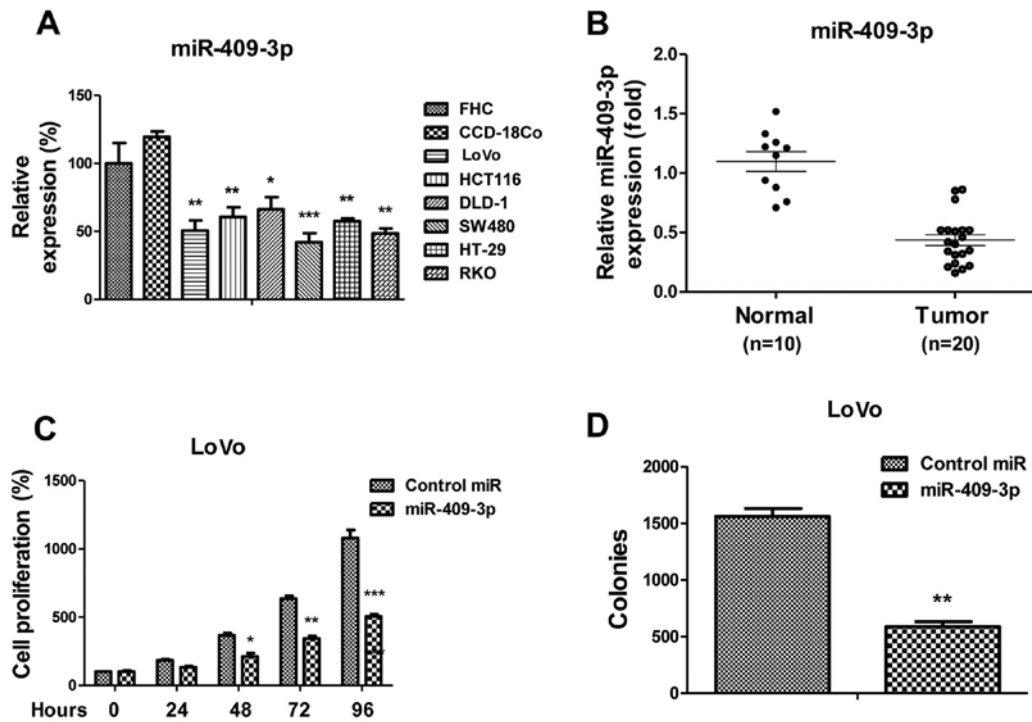 A
miR-409-3p
Relative
expression (%)
150
100
50
0
**
**
*
***
**
**
FHC
CCD-18Co
LoVo
HCT116
DLD-1
SW480
HT-29
RKO
B
miR-409-3p
Relative miR-409-3p
expression (fold)
2.0
1.5
1.0
0.5
0.0
Normal
(n=10)
Tumor
(n=20)
C
LoVo
Cell proliferation (%)
1500
1000
500
0
Control miR
miR-409-3p
*
**
***
Hours 0 24 48 72 96
D
LoVo
Colonies
2000
1500
1000
500
0
Control miR
miR-409-3p
**